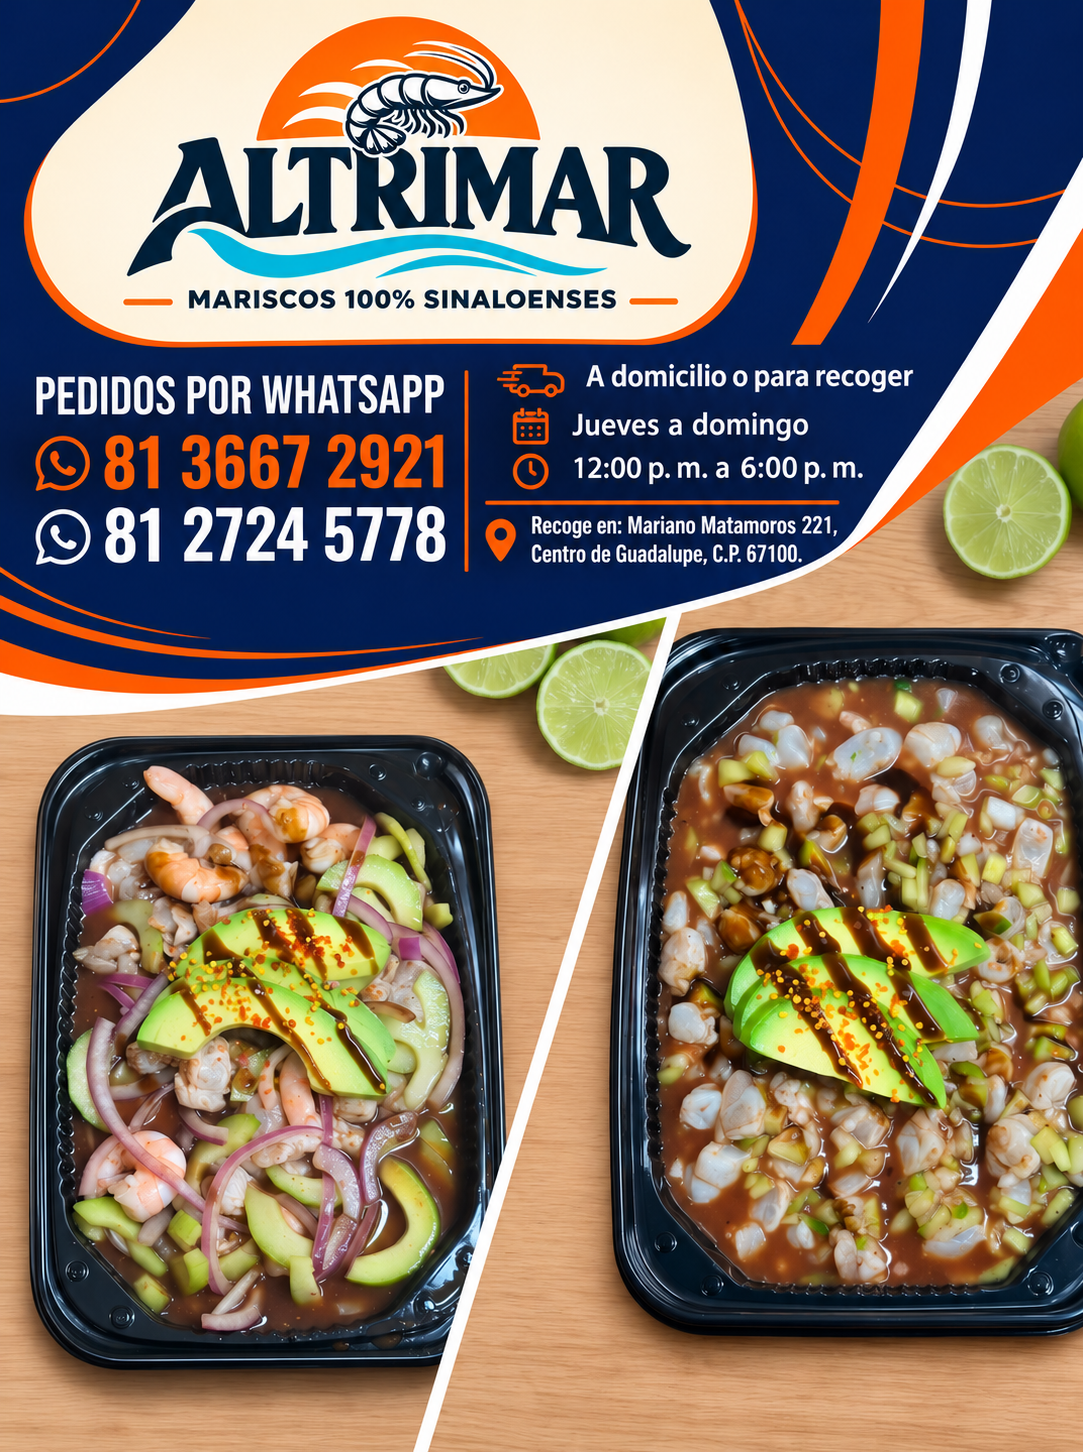 ALTRIMAR
MARISCOS 100% SINALOENSES
PEDIDOS POR WHATSAPP
81 3667 2921
81 2724 5778
A domicilio o para recoger
Jueves a domingo
12:00 p. m. a 6:00 p. m.
Recoge en: Mariano Matamoros 221,
Centro de Guadalupe, C.P. 67100.